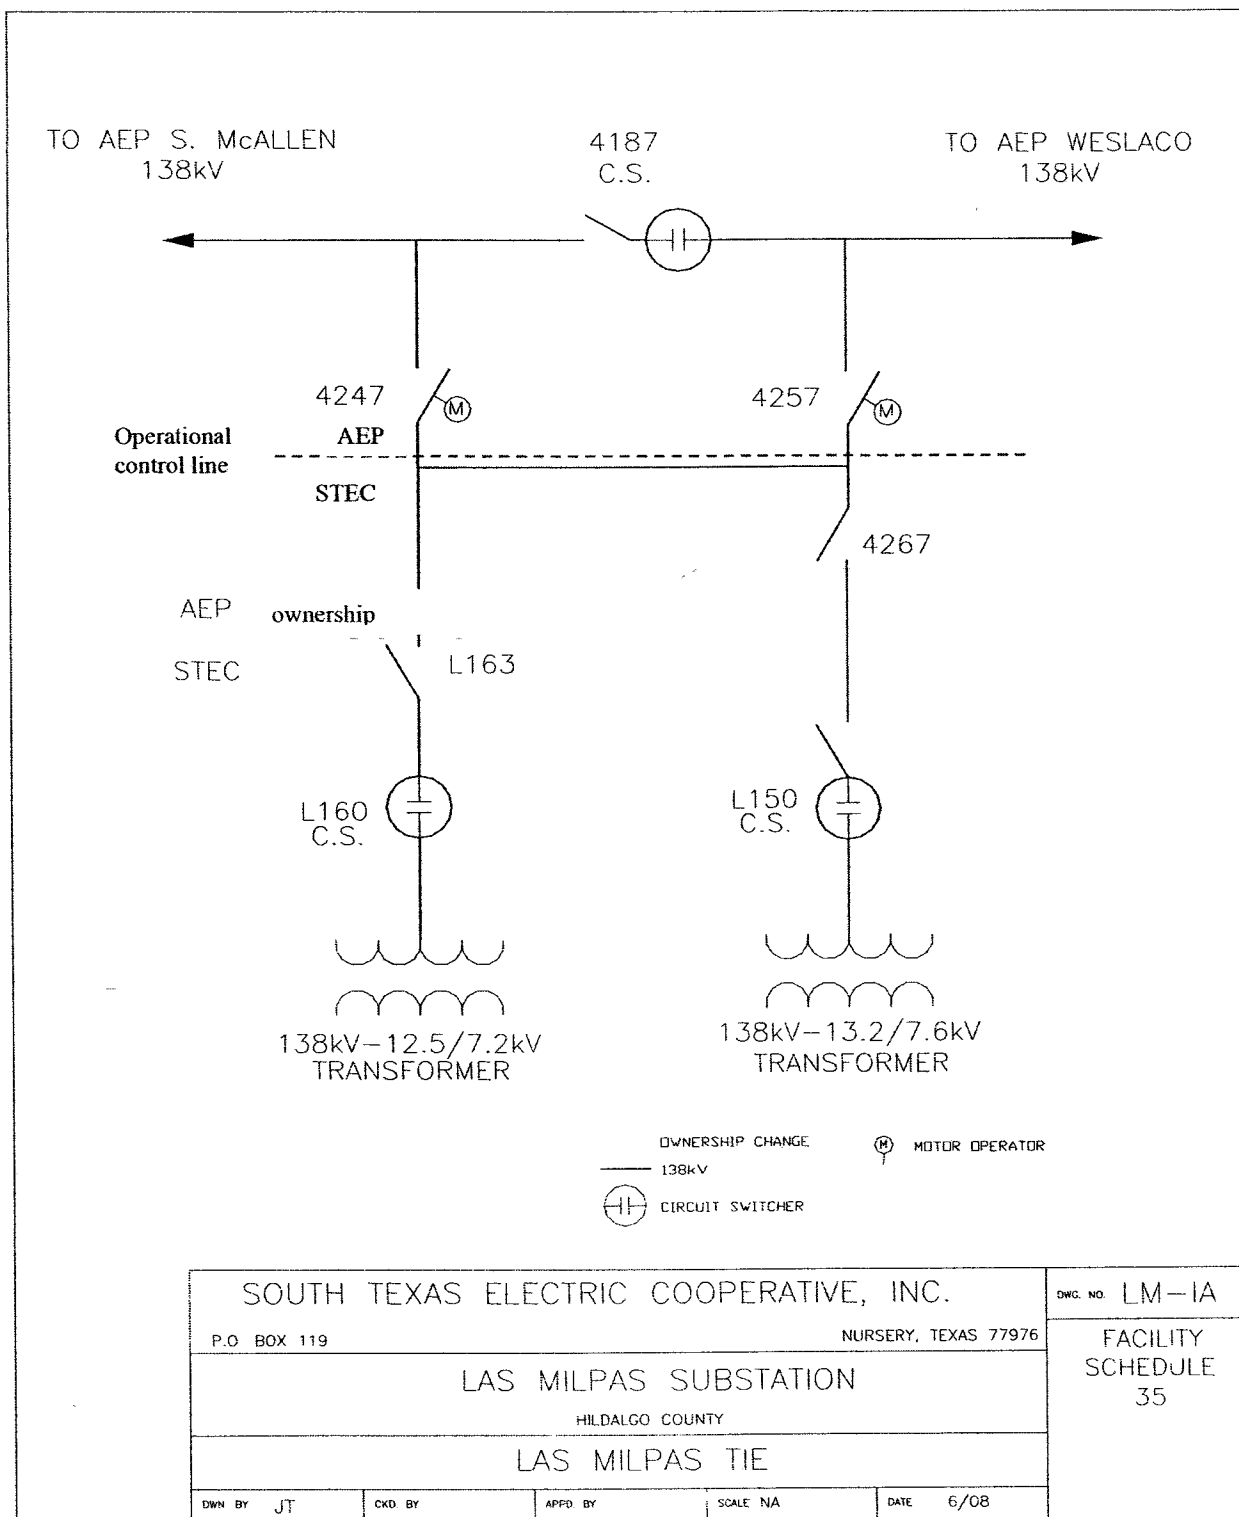 TO AEP S. McALLEN
138kV
4187
C.S.
TO AEP WESLACO
138kV
4247
M
4257
M
Operational
control line
AEP
STEC
4267
AEP ownership
STEC
L163
L160
C.S.
L150
C.S.
138kV-12.5/7.2kV
TRANSFORMER
138kV-13.2/7.6kV
TRANSFORMER
OWNERSHIP CHANGE
M MOTOR OPERATOR
138kV
CIRCUIT SWITCHER
SOUTH TEXAS ELECTRIC COOPERATIVE, INC.
P.O BOX 119
NURSERY, TEXAS 77976
DWG. NO. LM-1A
FACILITY
SCHEDULE
35
LAS MILPAS SUBSTATION
HILDALGO COUNTY
LAS MILPAS TIE
DWN BY JT
CKD. BY
APPD. BY
SCALE NA
DATE 6/08